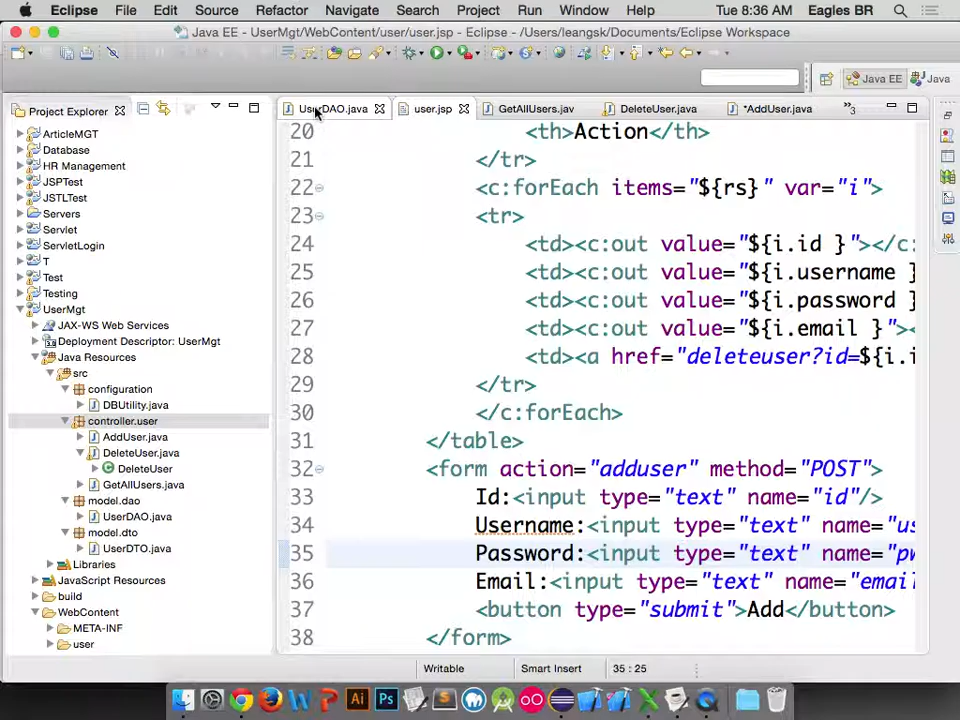 Eclipse File Edit Source Refactor Navigate Search Project Run Window Help Tue 8:36 AM Eagles BR
Java EE - UserMgt/WebContent/user/user.jsp - Eclipse - /Users/leangsk/Documents/Eclipse Workspace
Java EE Java
Project Explorer
UserDAO.java user.jsp GetAllUsers.jav DeleteUser.java *AddUser.java »3
ArticleMGT
Database
HR Management
JSPTest
JSTLTest
Servers
Servlet
ServletLogin
T
Test
Testing
UserMgt
JAX-WS Web Services
Deployment Descriptor: UserMgt
Java Resources
src
configuration
DBUtility.java
controller.user
AddUser.java
DeleteUser.java
DeleteUser
GetAllUsers.java
model.dao
UserDAO.java
model.dto
UserDTO.java
Libraries
JavaScript Resources
build
WebContent
META-INF
user
20 <th>Action</th>
21 </tr>
22 <c:forEach items="${rs}" var="i">
23 <tr>
24 <td><c:out value="${i.id }"></c:
25 <td><c:out value="${i.username }
26 <td><c:out value="${i.password }
27 <td><c:out value="${i.email }"><
28 <td><a href="deleteuser?id=${i.i
29 </tr>
30 </c:forEach>
31 </table>
32 <form action="adduser" method="POST">
33 Id:<input type="text" name="id"/>
34 Username:<input type="text" name="us
35 Password:<input type="text" name="pw
36 Email:<input type="text" name="email
37 <button type="submit">Add</button>
38 </form>
Writable Smart Insert 35 : 25